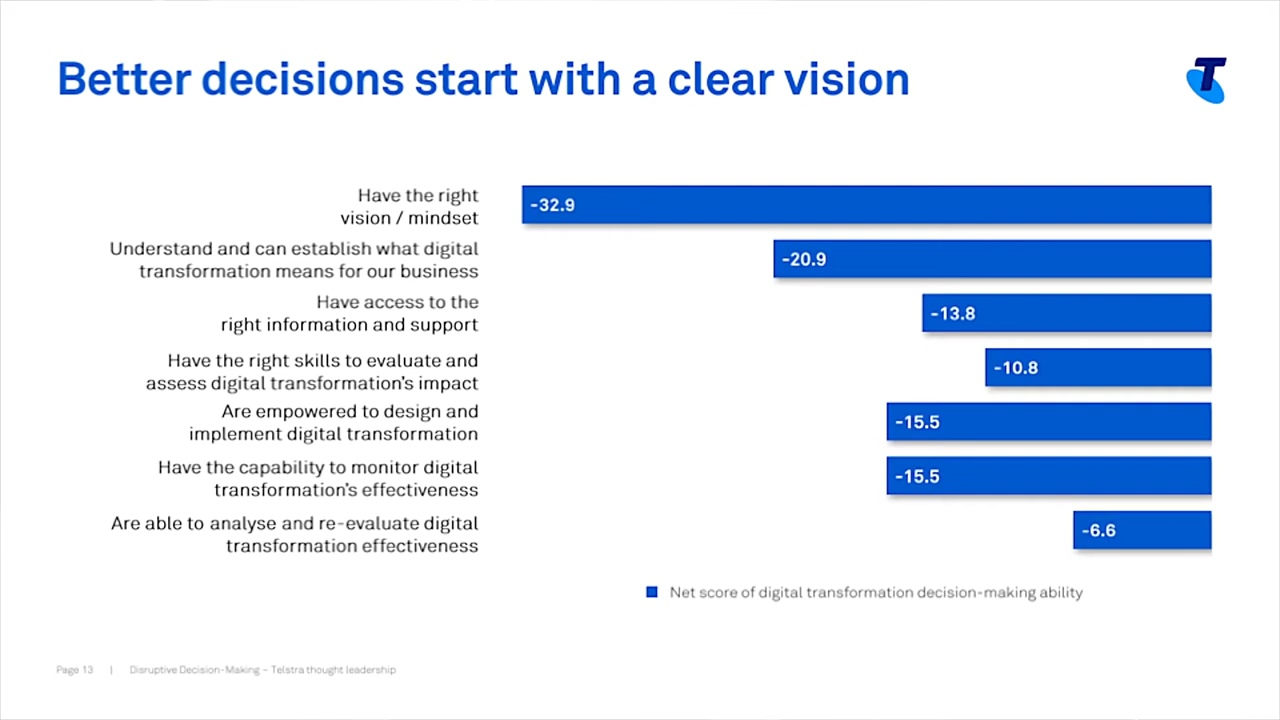 Better decisions start with a clear vision
Have the right
vision / mindset
-32.9
Understand and can establish what digital
transformation means for our business
-20.9
Have access to the
right information and support
-13.8
Have the right skills to evaluate and
assess digital transformation's impact
-10.8
Are empowered to design and
implement digital transformation
-15.5
Have the capability to monitor digital
transformation's effectiveness
-15.5
Are able to analyse and re-evaluate digital
transformation effectiveness
-6.6
Net score of digital transformation decision-making ability
Page 13 | Disruptive Decision-Making – Telstra thought leadership